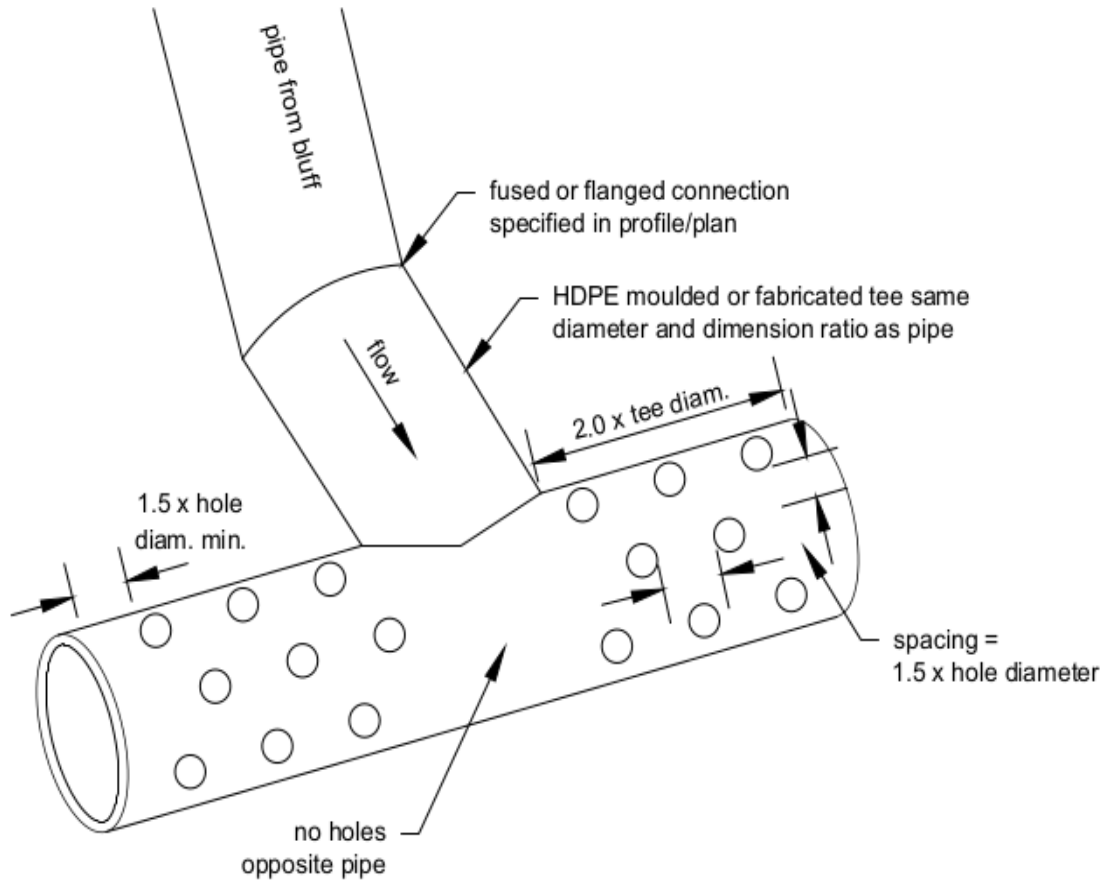 pipe from bluff
fused or flanged connection
specified in profile/plan
HDPE moulded or fabricated tee same
diameter and dimension ratio as pipe
flow
2.0 x tee diam.
1.5 x hole
diam. min.
spacing =
1.5 x hole diameter
no holes
opposite pipe